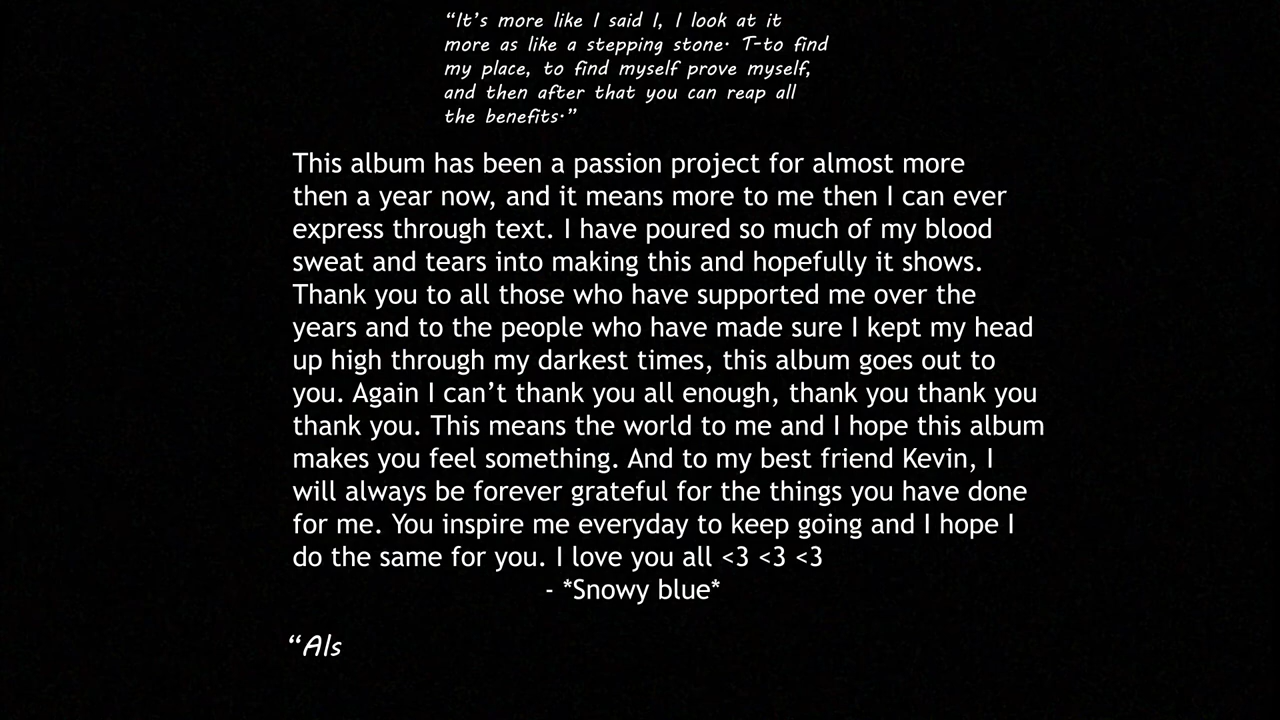 “It’s more like I said I, I look at it
more as like a stepping stone. T-to find
my place, to find myself prove myself,
and then after that you can reap all
the benefits.”
This album has been a passion project for almost more
then a year now, and it means more to me then I can ever
express through text. I have poured so much of my blood
sweat and tears into making this and hopefully it shows.
Thank you to all those who have supported me over the
years and to the people who have made sure I kept my head
up high through my darkest times, this album goes out to
you. Again I can’t thank you all enough, thank you thank you
thank you. This means the world to me and I hope this album
makes you feel something. And to my best friend Kevin, I
will always be forever grateful for the things you have done
for me. You inspire me everyday to keep going and I hope I
do the same for you. I love you all <3 <3 <3
- *Snowy blue*
“Als